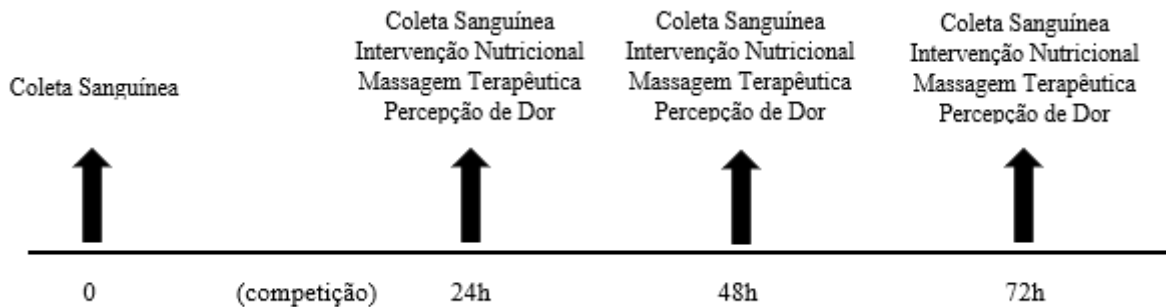 Coleta Sanguínea
Coleta Sanguínea
Intervenção Nutricional
Massagem Terapêutica
Percepção de Dor
Coleta Sanguínea
Intervenção Nutricional
Massagem Terapêutica
Percepção de Dor
Coleta Sanguínea
Intervenção Nutricional
Massagem Terapêutica
Percepção de Dor
0 (competição) 24h 48h 72h